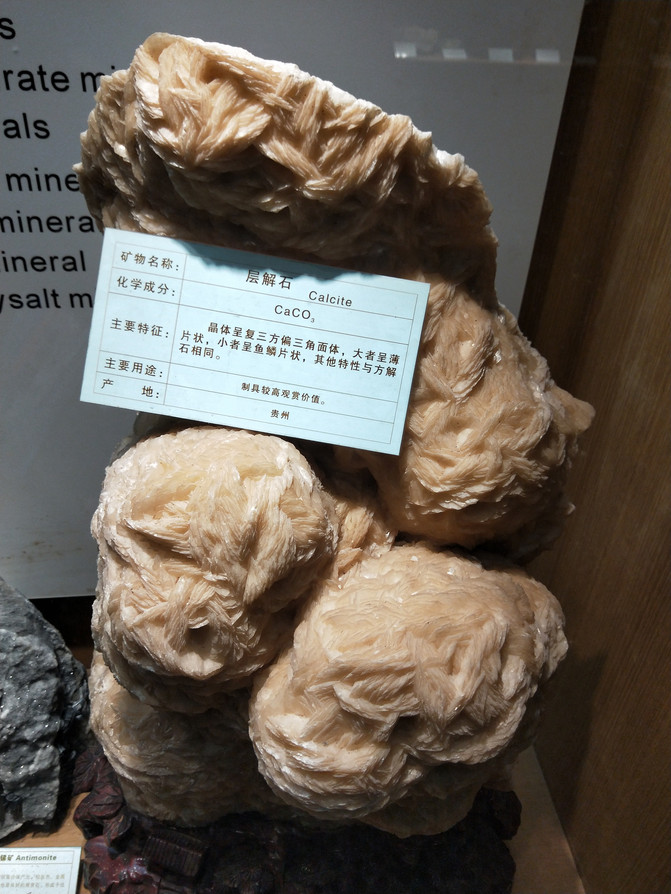 s
rate mi
als
mine
minera
ineral
ysalt m
矿物名称:
层解石 Calcite
化学成分:
CaCO₃
主要特征:
晶体呈复三方偏三角面体,大者呈薄
片状,小者呈鱼鳞片状,其他特性与方解
石相同。
主要用途:
制具较高观赏价值。
产 地:
贵州
锑矿 Antimonite